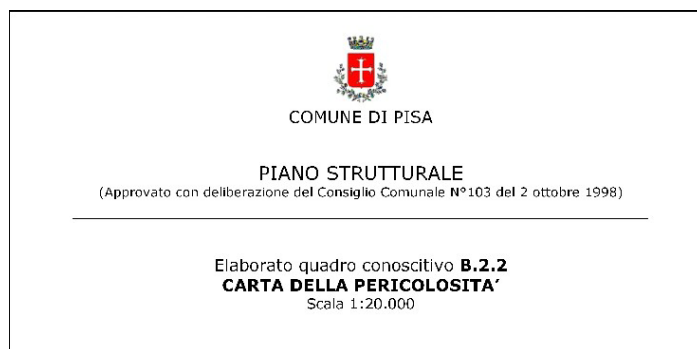 COMUNE DI PISA
PIANO STRUTTURALE
(Approvato con deliberazione del Consiglio Comunale N°103 del 2 ottobre 1998)
Elaborato quadro conoscitivo B.2.2
CARTA DELLA PERICOLOSITA’
Scala 1:20.000